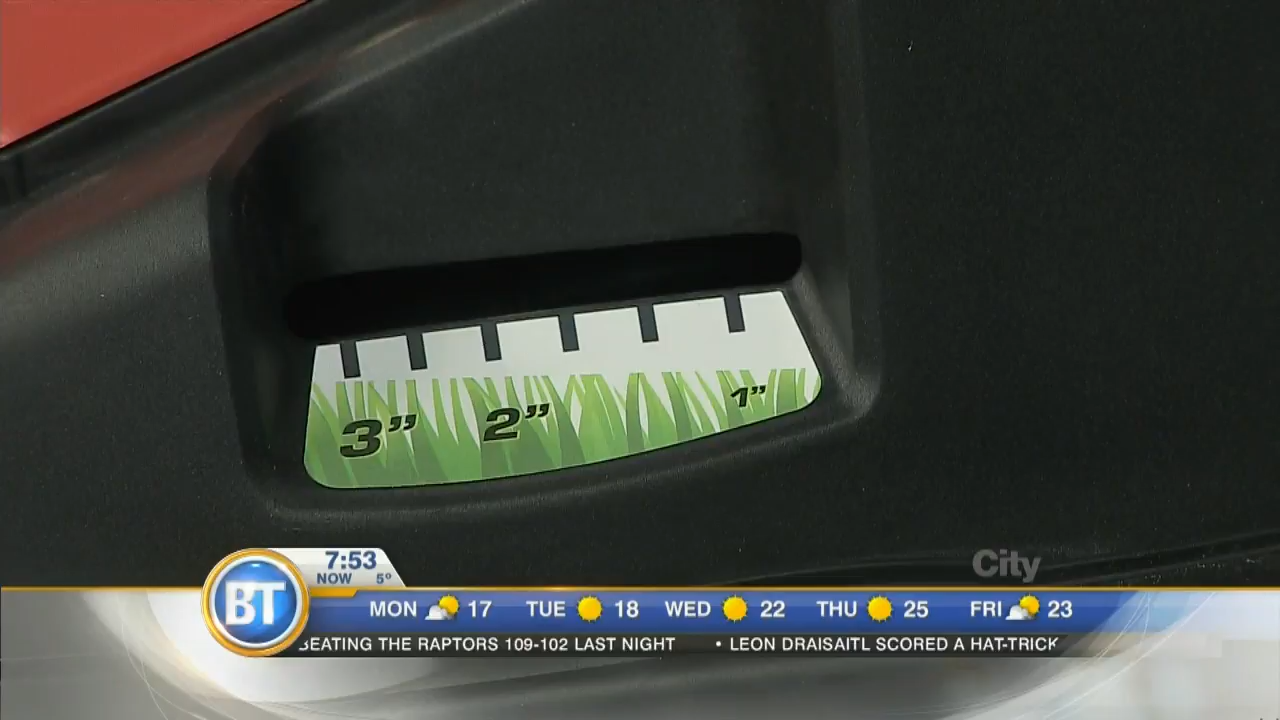 3” 2” 1”
City
7:53
NOW 5°
BT
MON 17 TUE 18 WED 22 THU 25 FRI 23
BEATING THE RAPTORS 109-102 LAST NIGHT • LEON DRAISAITL SCORED A HAT-TRICK